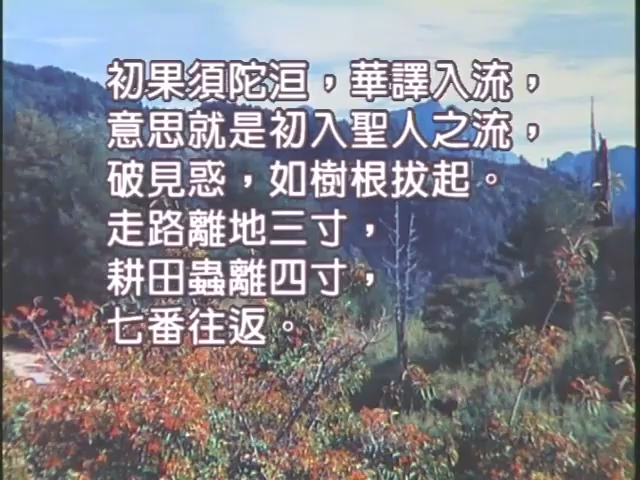 初果須陀洹，華譯入流，
意思就是初入聖人之流，
破見惑，如樹根拔起。
走路離地三寸，
耕田蟲離四寸，
七番往返。